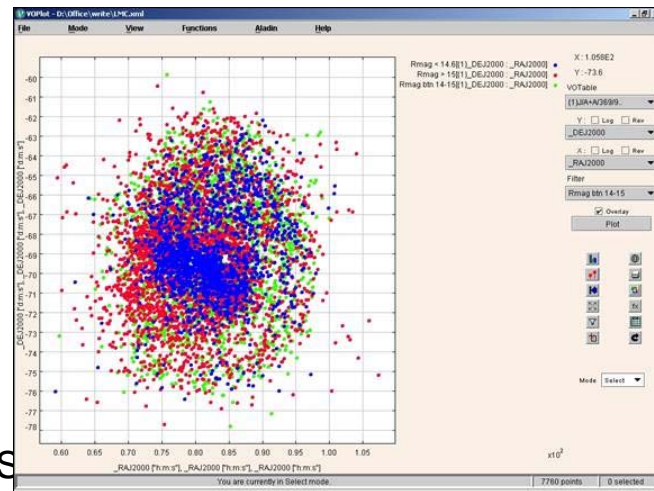 VOPlot - D:\Office\write\LMC.xml
File Mode View Functions Aladin Help
Rmag < 14.6[(1)_DEJ2000 : _RAJ2000]
Rmag > 15[(1)_DEJ2000 : _RAJ2000]
Rmag btn 14-15[(1)_DEJ2000 : _RAJ2000]
X : 1.058E2
Y : -73.6
VOTable
(1)J/A+A/369/9..
Y : Log Rev
_DEJ2000
X : Log Rev
_RAJ2000
Filter
Rmag btn 14-15
Overlay
Plot
Mode Select
-60
-61
-62
-63
-64
-65
-66
-67
-68
-69
-70
-71
-72
-73
-74
-75
-76
-77
-78
_DEJ2000 ["d:m:s"], _DEJ2000 ["d:m:s"], _DEJ2000 ["d:m:s"]
0.60 0.65 0.70 0.75 0.80 0.85 0.90 0.95 1.00 1.05
x10²
_RAJ2000 ["h:m:s"], _RAJ2000 ["h:m:s"], _RAJ2000 ["h:m:s"]
S
You are currently in Select mode.
7760 points
0 selected